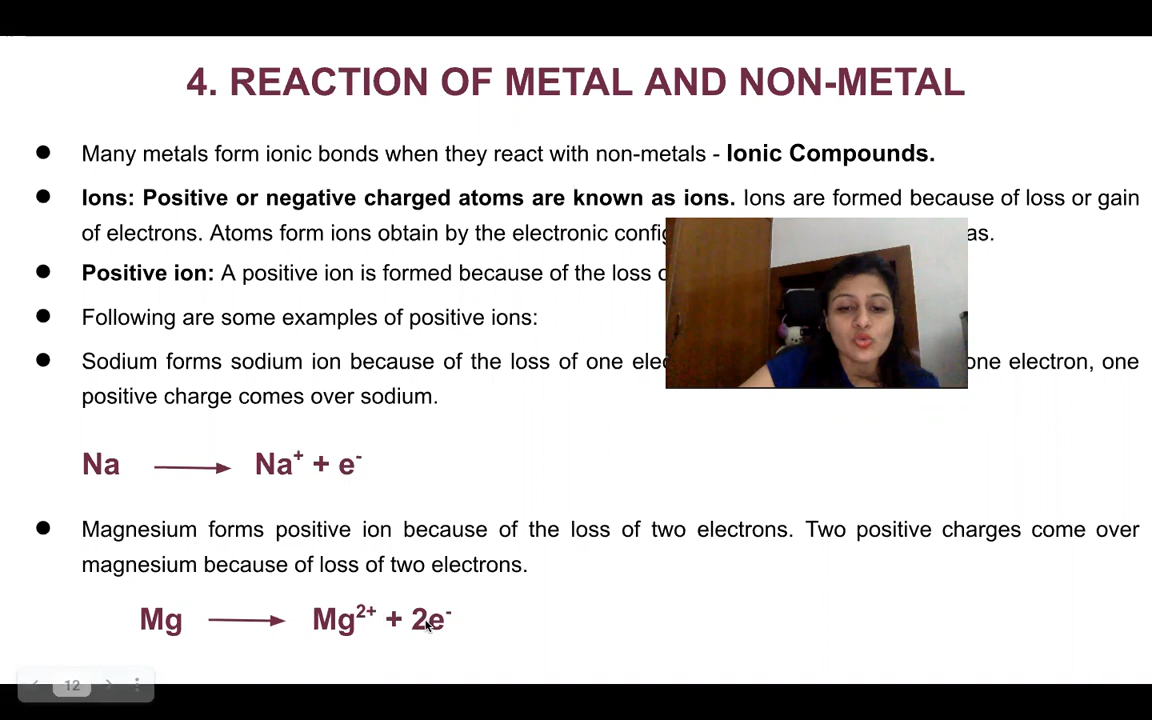 4. REACTION OF METAL AND NON-METAL
● Many metals form ionic bonds when they react with non-metals - Ionic Compounds.
● Ions: Positive or negative charged atoms are known as ions. Ions are formed because of loss or gain
of electrons. Atoms form ions obtain by the electronic
● Positive ion: A positive ion is formed because of the loss
● Following are some examples of positive ions:
● Sodium forms sodium ion because of the loss of one one electron, one
positive charge comes over sodium.
Na → Na⁺ + e⁻
● Magnesium forms positive ion because of the loss of two electrons. Two positive charges come over
magnesium because of loss of two electrons.
Mg → Mg²⁺ + 2e⁻
12